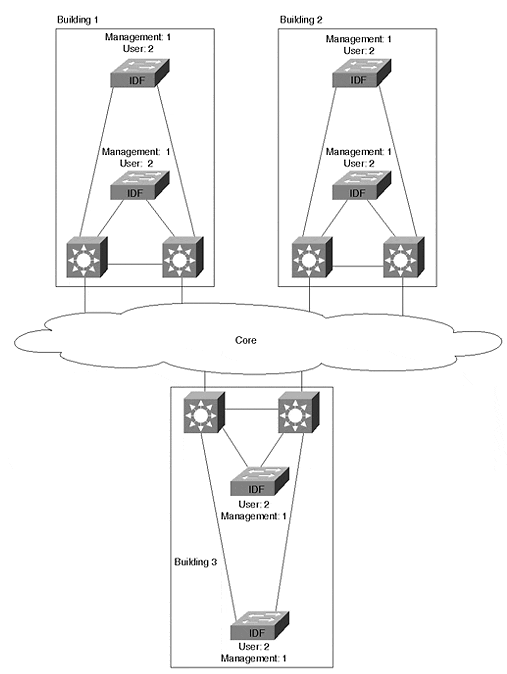 Building 1
Building 2
Management: 1
User: 2
IDF
Management: 1
User: 2
IDF
Management: 1
User: 2
IDF
Management: 1
User: 2
IDF
Core
IDF
User: 2
Management: 1
Building 3
IDF
User: 2
Management: 1